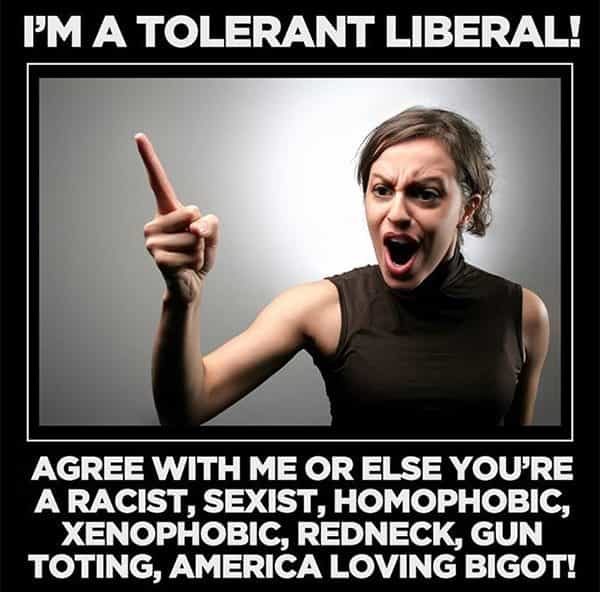 I'M A TOLERANT LIBERAL!
AGREE WITH ME OR ELSE YOU'RE
A RACIST, SEXIST, HOMOPHOBIC,
XENOPHOBIC, REDNECK, GUN
TOTING, AMERICA LOVING BIGOT!